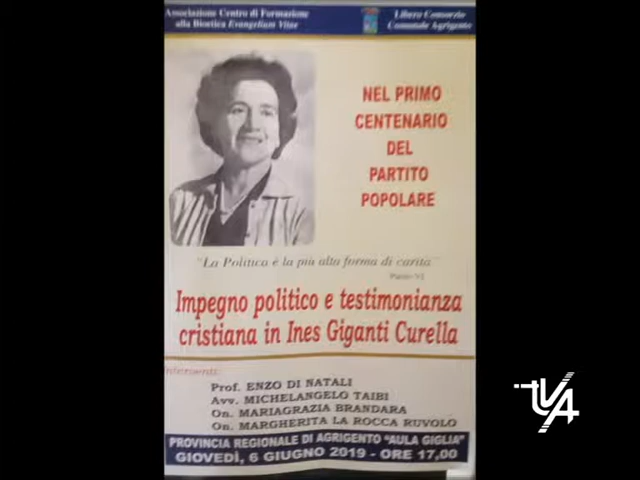 Associazione Centro di Formazione
alla Bioetica Evangelium Vitae
Libero Consorzio
Comunale Agrigento
NEL PRIMO
CENTENARIO
DEL
PARTITO
POPOLARE
"La Politica è la più alta forma di carità"
Paolo VI
Impegno politico e testimonianza
cristiana in Ines Giganti Curella
Interventi:
Prof. ENZO DI NATALI
Avv. MICHELANGELO TAIBI
On. MARIAGRAZIA BRANDARA
On. MARGHERITA LA ROCCA RUVOLO
PROVINCIA REGIONALE DI AGRIGENTO "AULA GIGLIA"
GIOVEDÌ, 6 GIUGNO 2019 - ORE 17,00
TVA